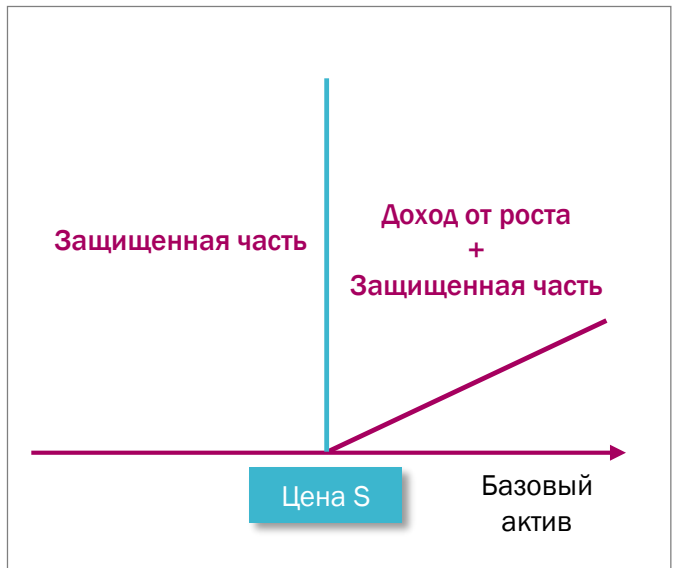 Защищенная часть
Доход от роста
+
Защищенная часть
Цена S
Базовый
актив